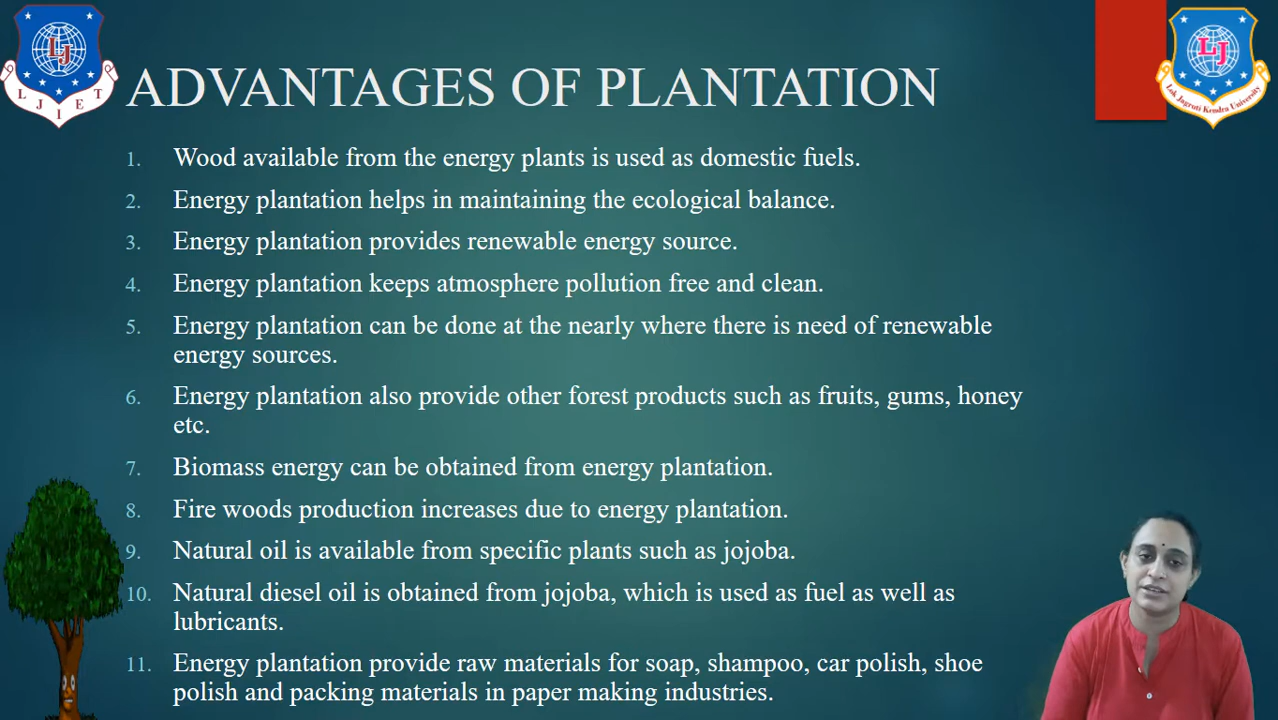 L J
L J I E T
ADVANTAGES OF PLANTATION
L J
Lok Jagruti Kendra University
1. Wood available from the energy plants is used as domestic fuels.
2. Energy plantation helps in maintaining the ecological balance.
3. Energy plantation provides renewable energy source.
4. Energy plantation keeps atmosphere pollution free and clean.
5. Energy plantation can be done at the nearly where there is need of renewable
energy sources.
6. Energy plantation also provide other forest products such as fruits, gums, honey
etc.
7. Biomass energy can be obtained from energy plantation.
8. Fire woods production increases due to energy plantation.
9. Natural oil is available from specific plants such as jojoba.
10. Natural diesel oil is obtained from jojoba, which is used as fuel as well as
lubricants.
11. Energy plantation provide raw materials for soap, shampoo, car polish, shoe
polish and packing materials in paper making industries.